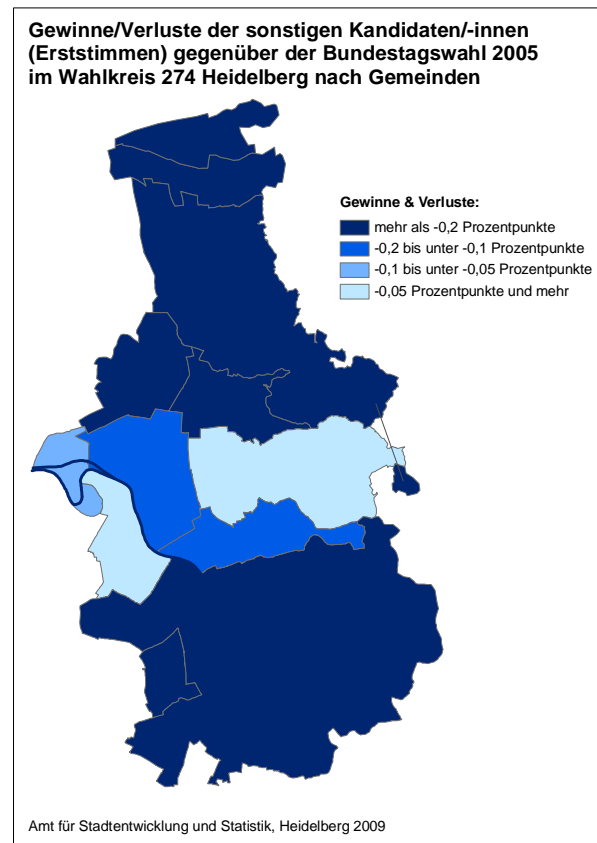 Gewinne/Verluste der sonstigen Kandidaten/-innen
(Erststimmen) gegenüber der Bundestagswahl 2005
im Wahlkreis 274 Heidelberg nach Gemeinden
Gewinne & Verluste:
mehr als -0,2 Prozentpunkte
-0,2 bis unter -0,1 Prozentpunkte
-0,1 bis unter -0,05 Prozentpunkte
-0,05 Prozentpunkte und mehr
Amt für Stadtentwicklung und Statistik, Heidelberg 2009